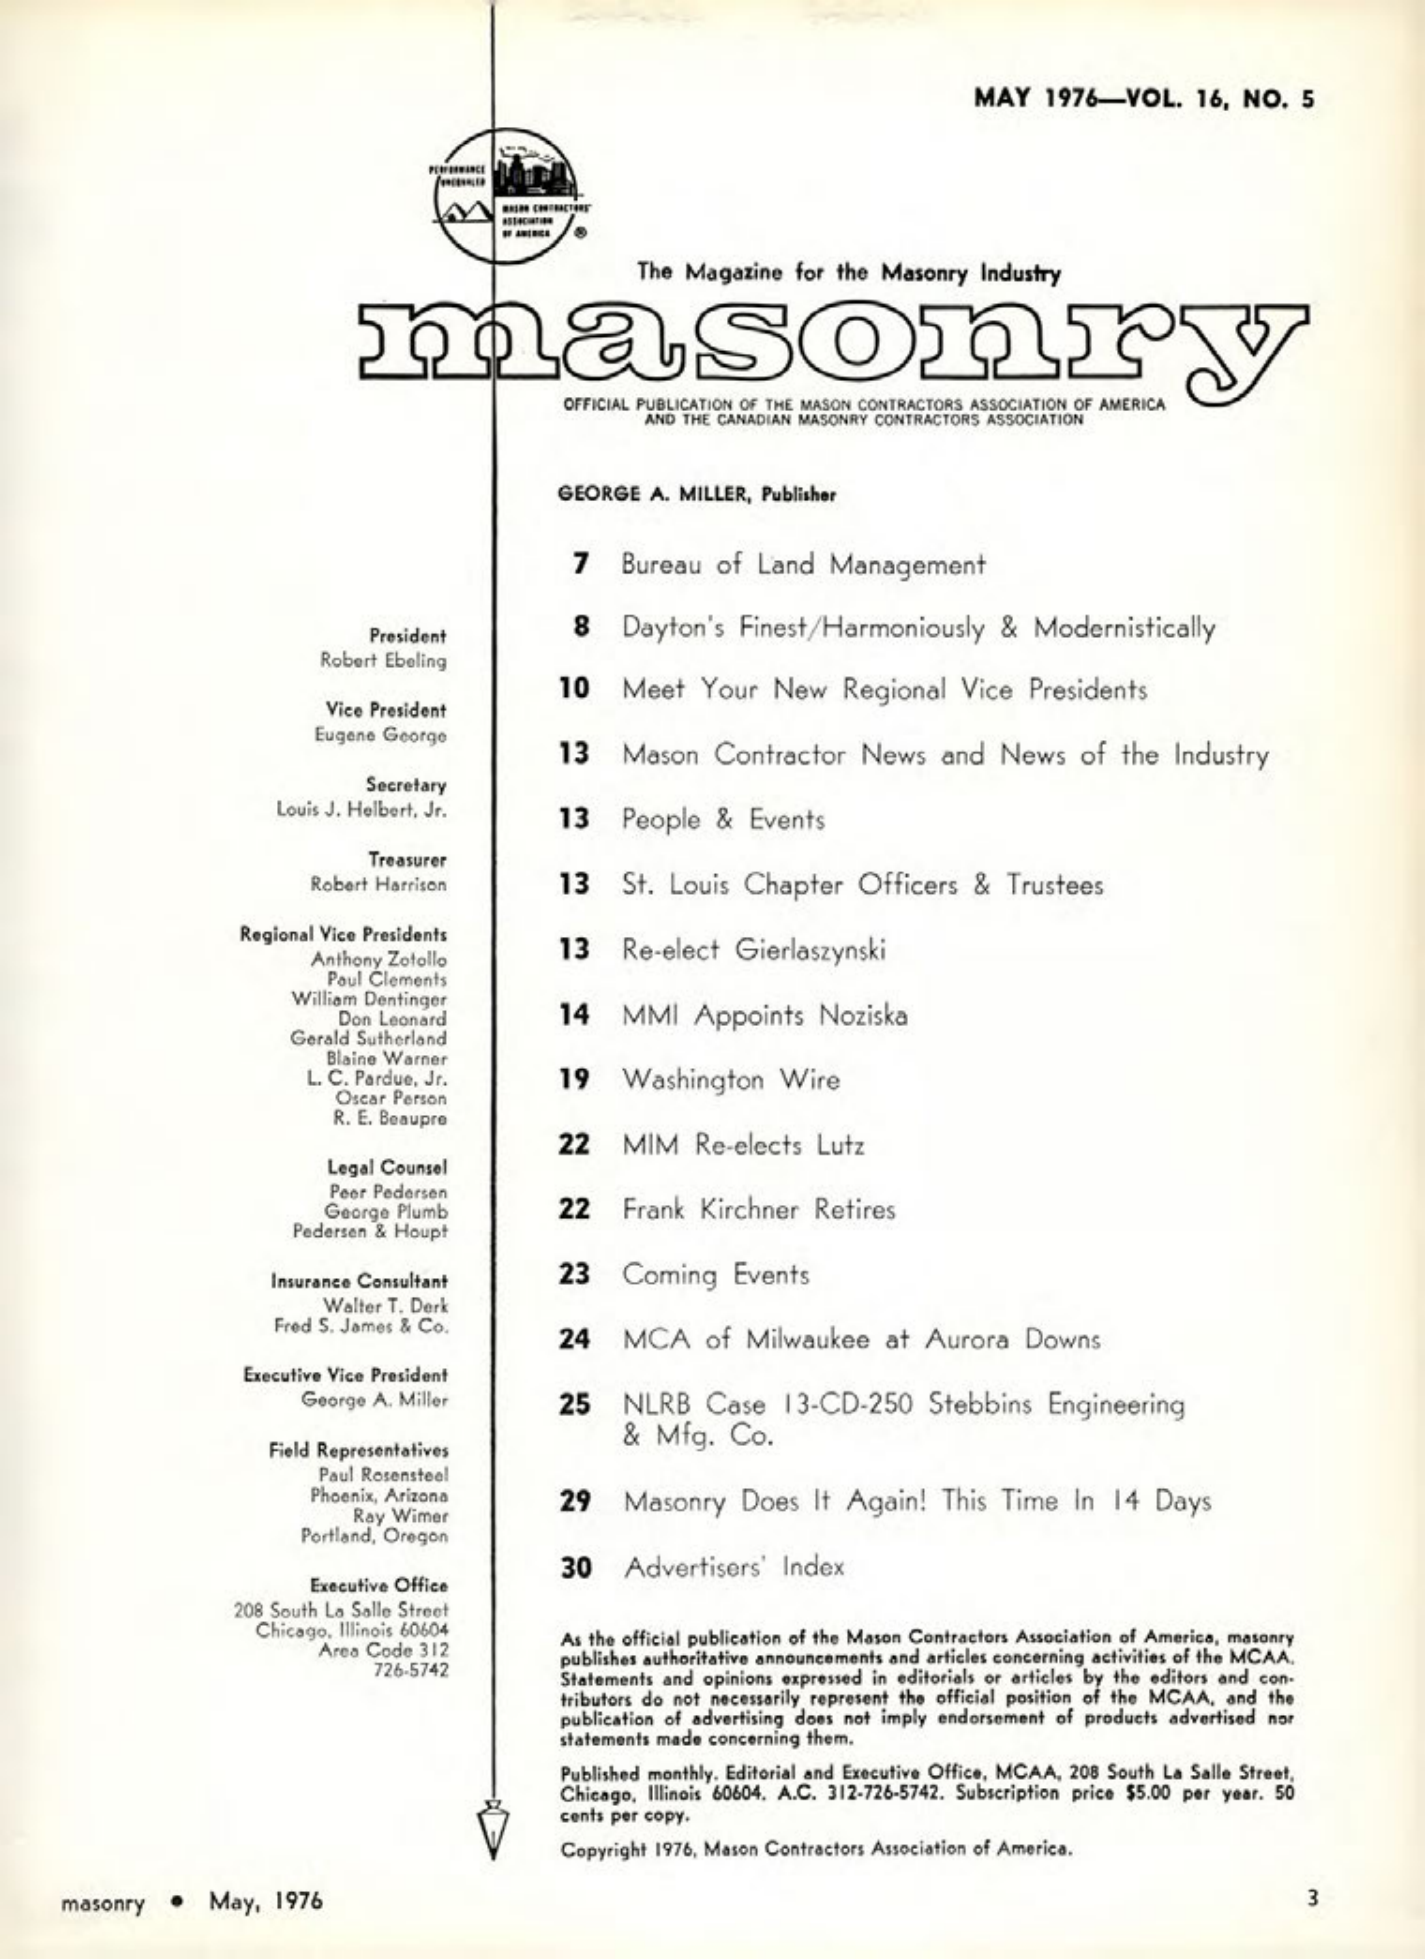 MAY 1976—VOL. 16, NO. 5
PERFORMANCE
UNEQUALED
MASON CONTRACTORS'
ASSOCIATION
OF AMERICA
®
The Magazine for the Masonry Industry
masonry
OFFICIAL PUBLICATION OF THE MASON CONTRACTORS ASSOCIATION OF AMERICA
AND THE CANADIAN MASONRY CONTRACTORS ASSOCIATION
President
Robert Ebeling
Vice President
Eugene George
Secretary
Louis J. Helbert, Jr.
Treasurer
Robert Harrison
Regional Vice Presidents
Anthony Zotollo
Paul Clements
William Dentinger
Don Leonard
Gerald Sutherland
Blaine Warner
L. C. Pardue, Jr.
Oscar Person
R. E. Beaupre
Legal Counsel
Peer Pedersen
George Plumb
Pedersen & Houpt
Insurance Consultant
Walter T. Derk
Fred S. James & Co.
Executive Vice President
George A. Miller
Field Representatives
Paul Rosensteel
Phoenix, Arizona
Ray Wimer
Portland, Oregon
Executive Office
208 South La Salle Street
Chicago, Illinois 60604
Area Code 312
726-5742
GEORGE A. MILLER, Publisher
7 Bureau of Land Management
8 Dayton's Finest/Harmoniously & Modernistically
10 Meet Your New Regional Vice Presidents
13 Mason Contractor News and News of the Industry
13 People & Events
13 St. Louis Chapter Officers & Trustees
13 Re-elect Gierlaszynski
14 MMI Appoints Noziska
19 Washington Wire
22 MIM Re-elects Lutz
22 Frank Kirchner Retires
23 Coming Events
24 MCA of Milwaukee at Aurora Downs
25 NLRB Case 13-CD-250 Stebbins Engineering
& Mfg. Co.
29 Masonry Does It Again! This Time In 14 Days
30 Advertisers' Index
As the official publication of the Mason Contractors Association of America, masonry
publishes authoritative announcements and articles concerning activities of the MCAA.
Statements and opinions expressed in editorials or articles by the editors and con-
tributors do not necessarily represent the official position of the MCAA, and the
publication of advertising does not imply endorsement of products advertised nor
statements made concerning them.
Published monthly. Editorial and Executive Office, MCAA, 208 South La Salle Street,
Chicago, Illinois 60604. A.C. 312-726-5742. Subscription price $5.00 per year. 50
cents per copy.
Copyright 1976, Mason Contractors Association of America.
masonry • May, 1976
3